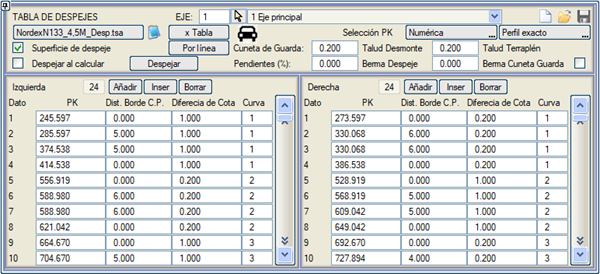 TABLA DE DESPEJES EJE: 1 1 Eje principal
NordexN133_4,5M_Desp.tsa x Tabla Selección PK Numérica ... Perfil exacto ...
Superficie de despeje Por línea Cuneta de Guarda: 0.200 Talud Desmonte 0.200 Talud Terraplén
Despejar al calcular Despejar Pendientes (%): 0.000 Berma Despeje 0.000 Berma Cuneta Guarda
Izquierda 24 Añadir Inser Borrar
Dato PK Dist. Borde C.P. Diferecia de Cota Curva
1 245.597 0.000 1.000 1
2 285.597 5.000 1.000 1
3 374.538 5.000 1.000 1
4 414.538 0.000 1.000 1
5 556.919 0.000 0.200 2
6 588.980 6.000 0.200 2
7 588.980 6.000 0.200 2
8 621.042 0.000 0.200 2
9 664.670 0.000 1.000 3
10 704.670 5.000 1.000 3
Derecha 24 Añadir Inser Borrar
Dato PK Dist. Borde C.P. Diferecia de Cota Curva
1 273.597 0.000 0.200 1
2 330.068 6.000 0.200 1
3 330.068 6.000 0.200 1
4 386.538 0.000 0.200 1
5 528.919 0.000 1.000 2
6 568.919 5.000 1.000 2
7 609.042 5.000 1.000 2
8 649.042 0.000 1.000 2
9 692.670 0.000 0.200 3
10 727.894 4.000 0.200 3